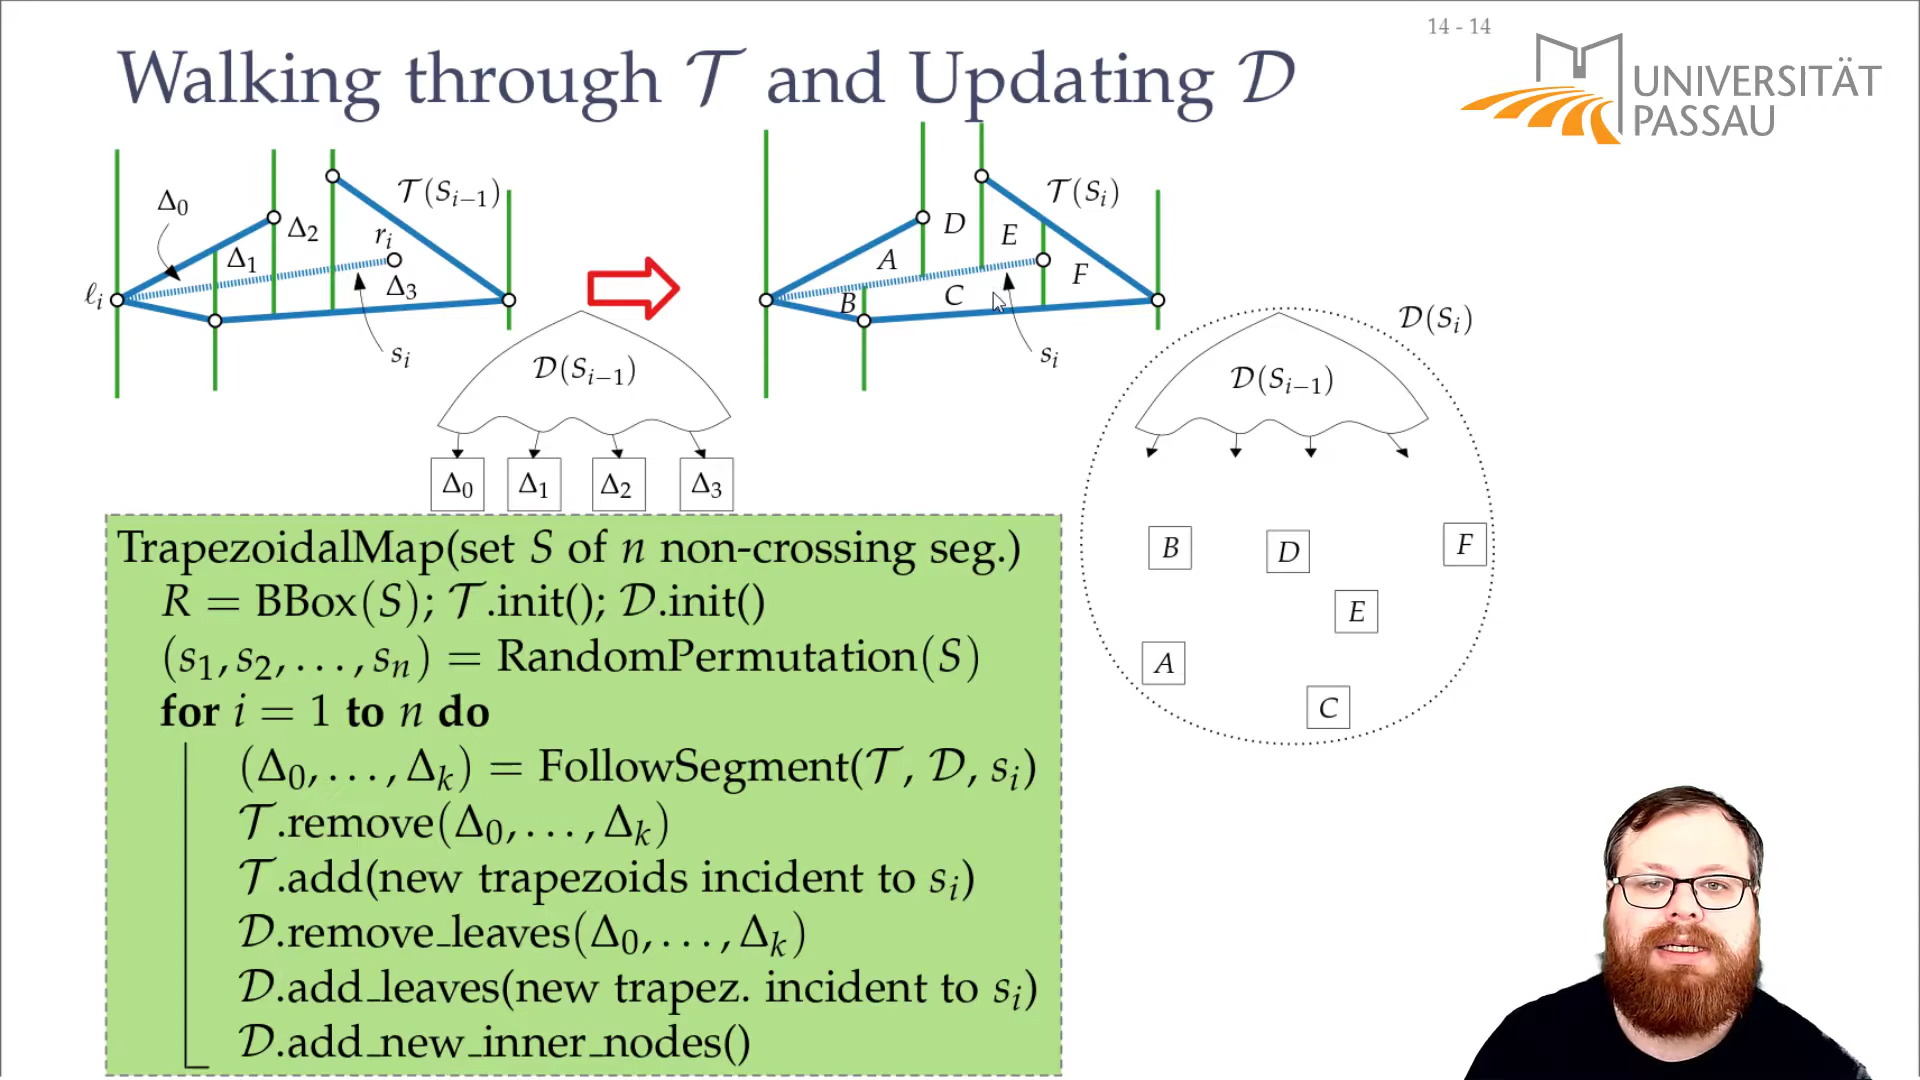 14 - 14
Walking through 𝒯 and Updating 𝒟
UNIVERSITÄT
PASSAU
Δ₀
Δ₁
Δ₂
Δ₃
𝒯(Sᵢ₋₁)
rᵢ
ℓᵢ
sᵢ
𝒯(Sᵢ)
A
B
C
D
E
F
sᵢ
𝒟(Sᵢ₋₁)
Δ₀ Δ₁ Δ₂ Δ₃
𝒟(Sᵢ)
𝒟(Sᵢ₋₁)
B D F
E
A
C
TrapezoidalMap(set S of n non-crossing seg.)
R = BBox(S); 𝒯.init(); 𝒟.init()
(s₁, s₂, . . . , sₙ) = RandomPermutation(S)
for i = 1 to n do
(Δ₀, . . . , Δₖ) = FollowSegment(𝒯, 𝒟, sᵢ)
𝒯.remove(Δ₀, . . . , Δₖ)
𝒯.add(new trapezoids incident to sᵢ)
𝒟.remove_leaves(Δ₀, . . . , Δₖ)
𝒟.add_leaves(new trapez. incident to sᵢ)
𝒟.add_new_inner_nodes()